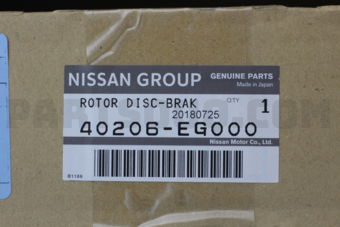 NISSAN GROUP
GENUINE PARTS
Made in Japan
ROTOR DISC-BRAK
QTY
1
20180725
40206-EG000
Nissan Motor Co., Ltd.